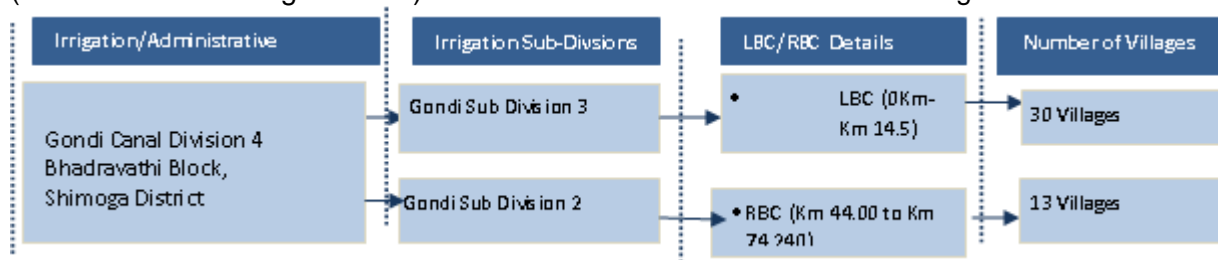 Irrigation/Administrative
Irrigation Sub-Divsions
LBC/RBC Details
Number of Villages
Gondi Canal Division 4
Bhadravathi Block,
Shimoga District
Gondi Sub Division 3
• LBC (0Km-
Km 14.5)
30 Villages
Gondi Sub Division 2
• RBC (Km 44.00 to Km
74.240)
13 Villages